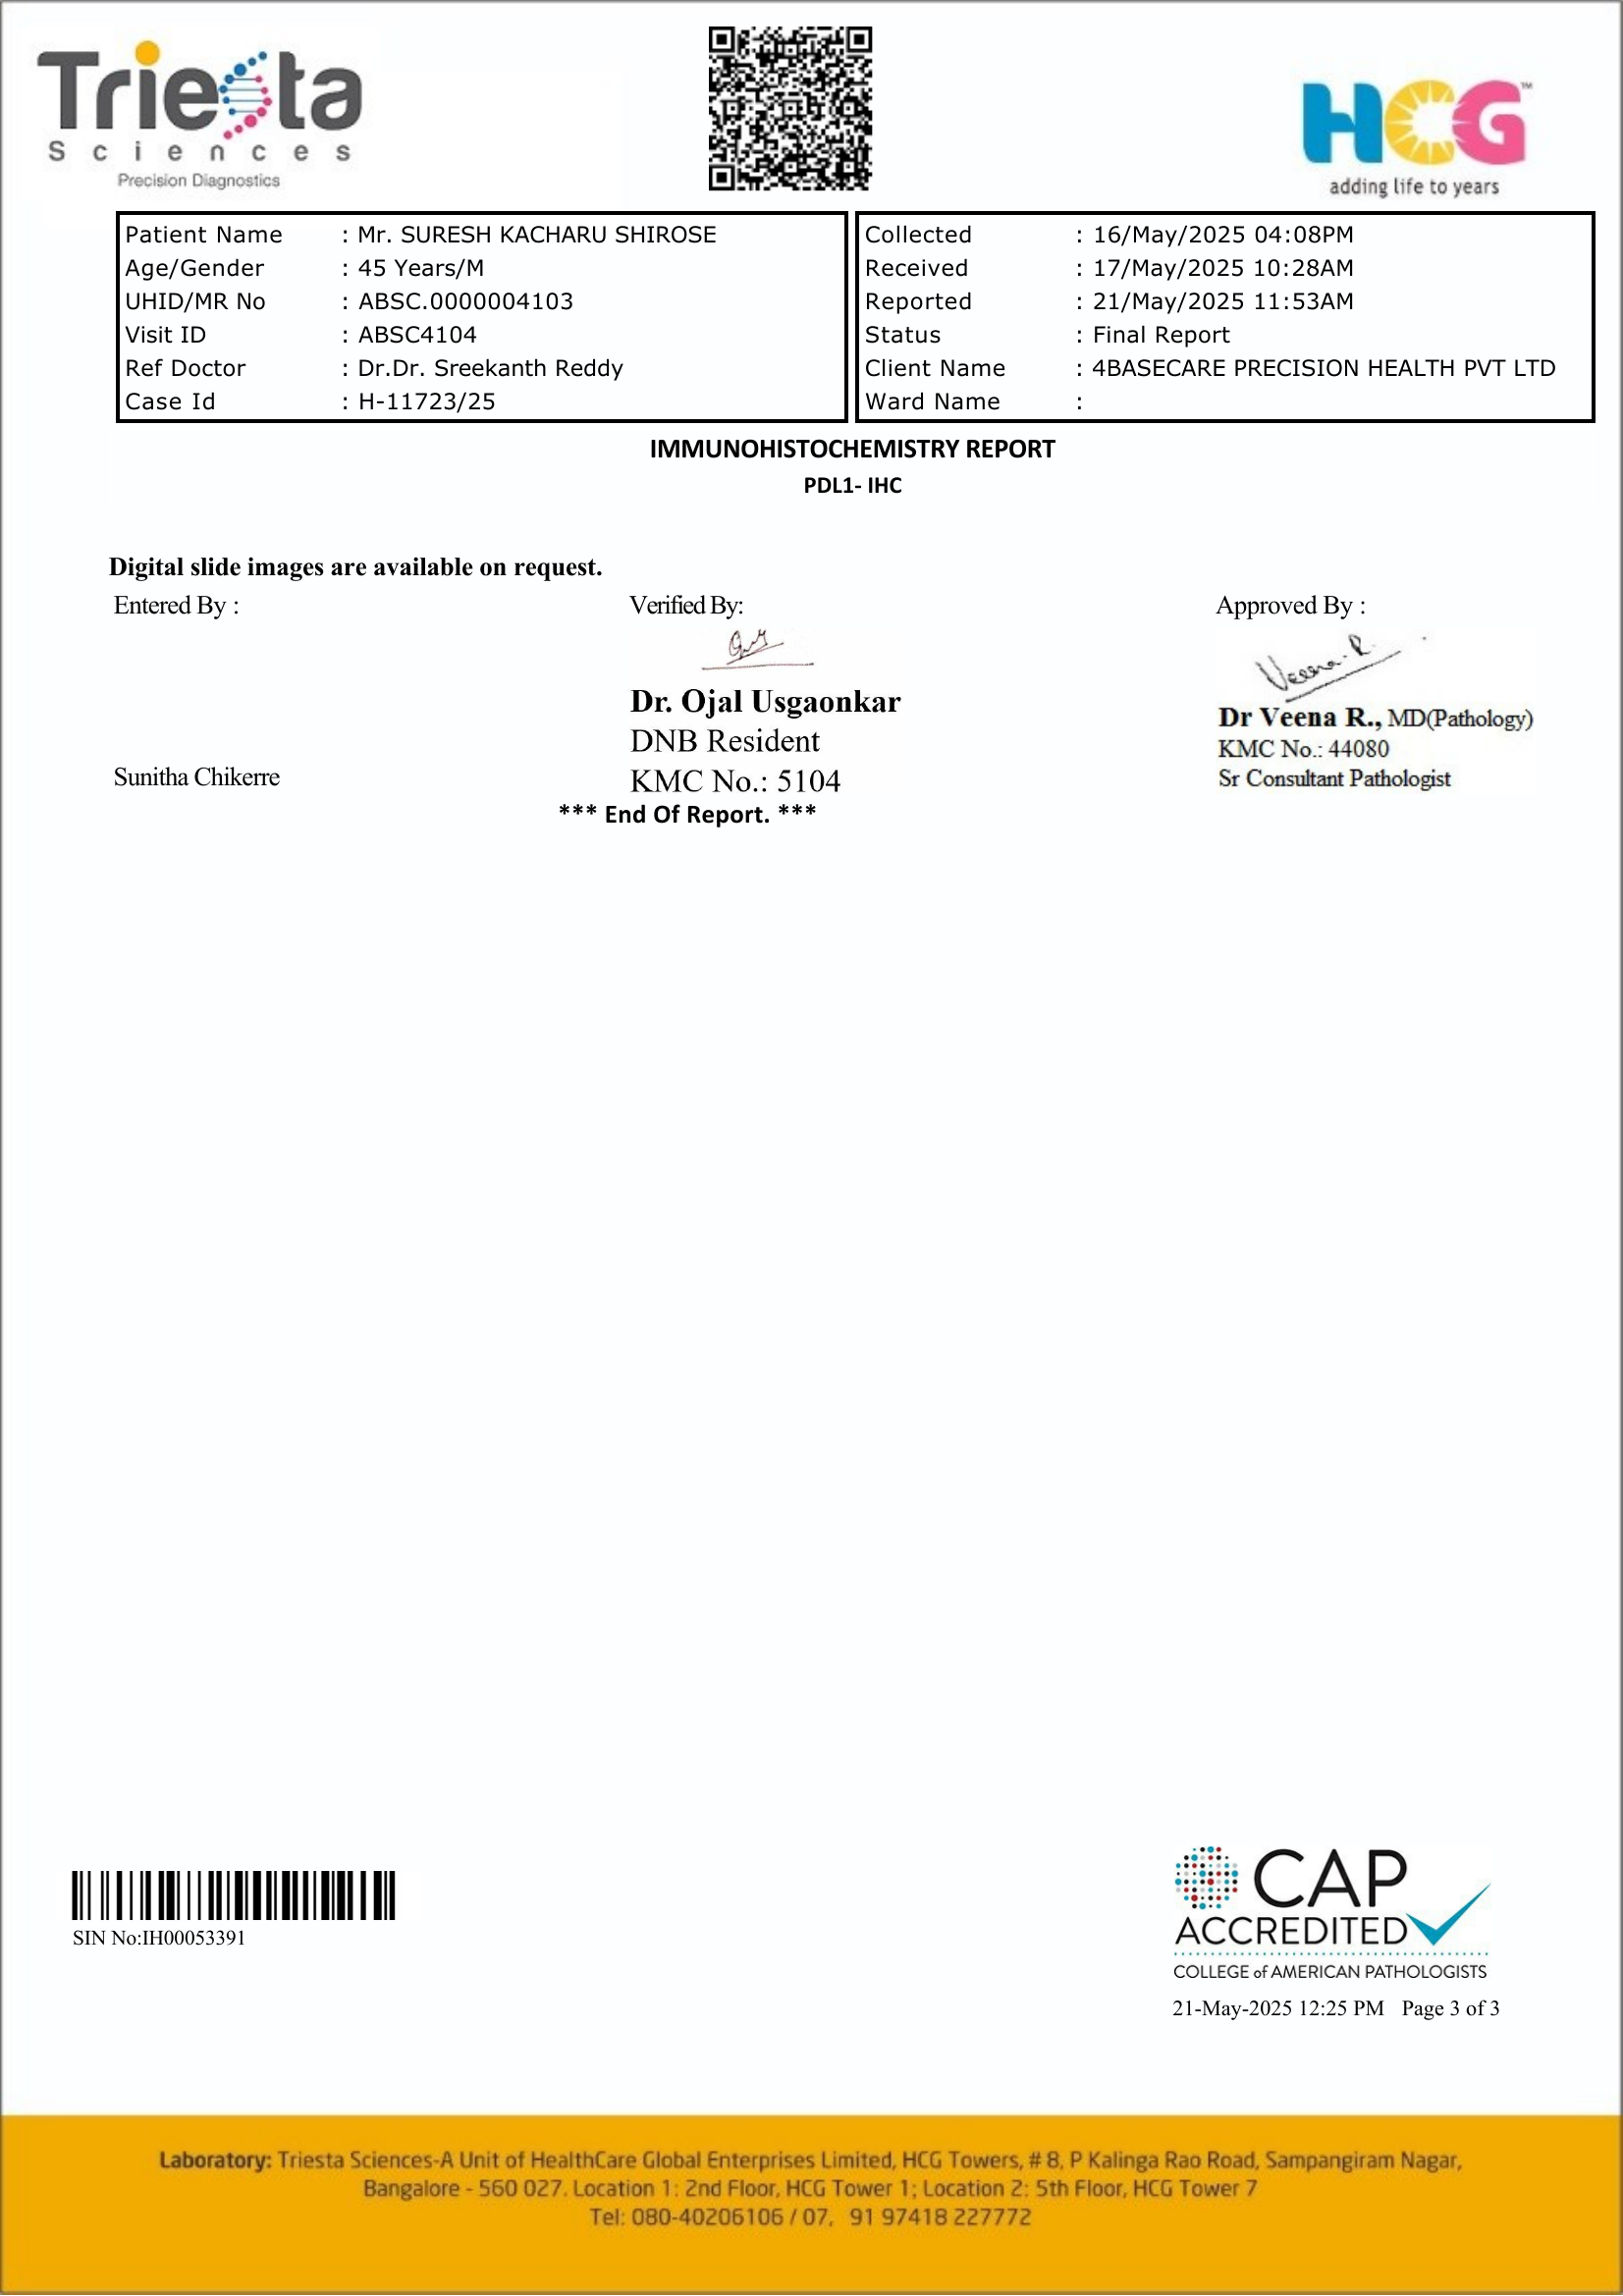 Triesta
Sciences
Precision Diagnostics
HCG™
adding life to years
Patient Name : Mr. SURESH KACHARU SHIROSE
Age/Gender : 45 Years/M
UHID/MR No : ABSC.0000004103
Visit ID : ABSC4104
Ref Doctor : Dr.Dr. Sreekanth Reddy
Case Id : H-11723/25
Collected : 16/May/2025 04:08PM
Received : 17/May/2025 10:28AM
Reported : 21/May/2025 11:53AM
Status : Final Report
Client Name : 4BASECARE PRECISION HEALTH PVT LTD
Ward Name :
IMMUNOHISTOCHEMISTRY REPORT
PDL1- IHC
Digital slide images are available on request.
Entered By :
Sunitha Chikerre
Verified By:
Dr. Ojal Usgaonkar
DNB Resident
KMC No.: 5104
Approved By :
Veena R.
Dr Veena R., MD(Pathology)
KMC No.: 44080
Sr Consultant Pathologist
*** End Of Report. ***
SIN No:IH00053391
CAP
ACCREDITED
COLLEGE of AMERICAN PATHOLOGISTS
21-May-2025 12:25 PM Page 3 of 3
Laboratory: Triesta Sciences-A Unit of HealthCare Global Enterprises Limited, HCG Towers, # 8, P Kalinga Rao Road, Sampangiram Nagar,
Bangalore - 560 027. Location 1: 2nd Floor, HCG Tower 1; Location 2: 5th Floor, HCG Tower 7
Tel: 080-40206106 / 07, 91 97418 227772